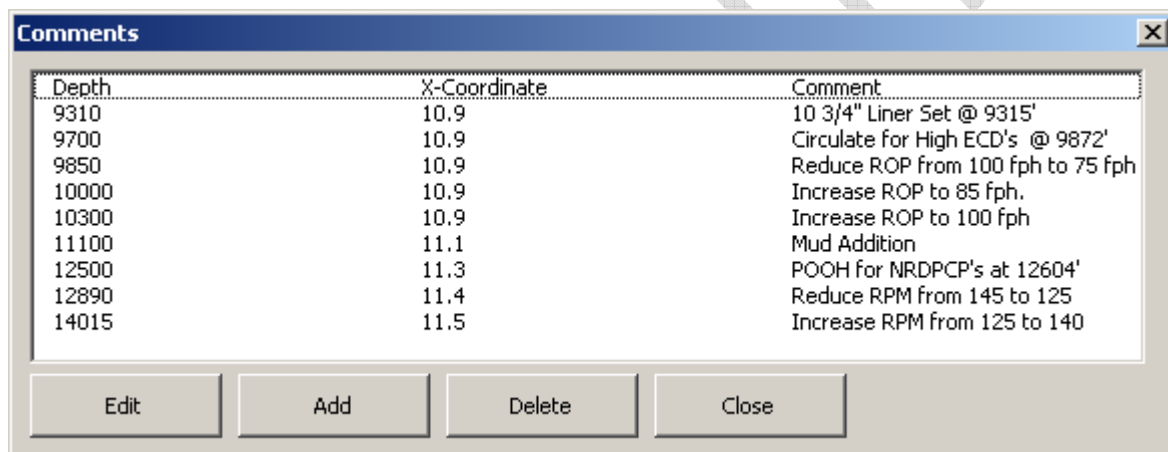 Comments
Depth X-Coordinate Comment
9310 10.9 10 3/4" Liner Set @ 9315'
9700 10.9 Circulate for High ECD's  @ 9872'
9850 10.9 Reduce ROP from 100 fph to 75 fph
10000 10.9 Increase ROP to 85 fph.
10300 10.9 Increase ROP to 100 fph
11100 11.1 Mud Addition
12500 11.3 POOH for NRDPCP's at 12604'
12890 11.4 Reduce RPM from 145 to 125
14015 11.5 Increase RPM from 125 to 140
Edit Add Delete Close